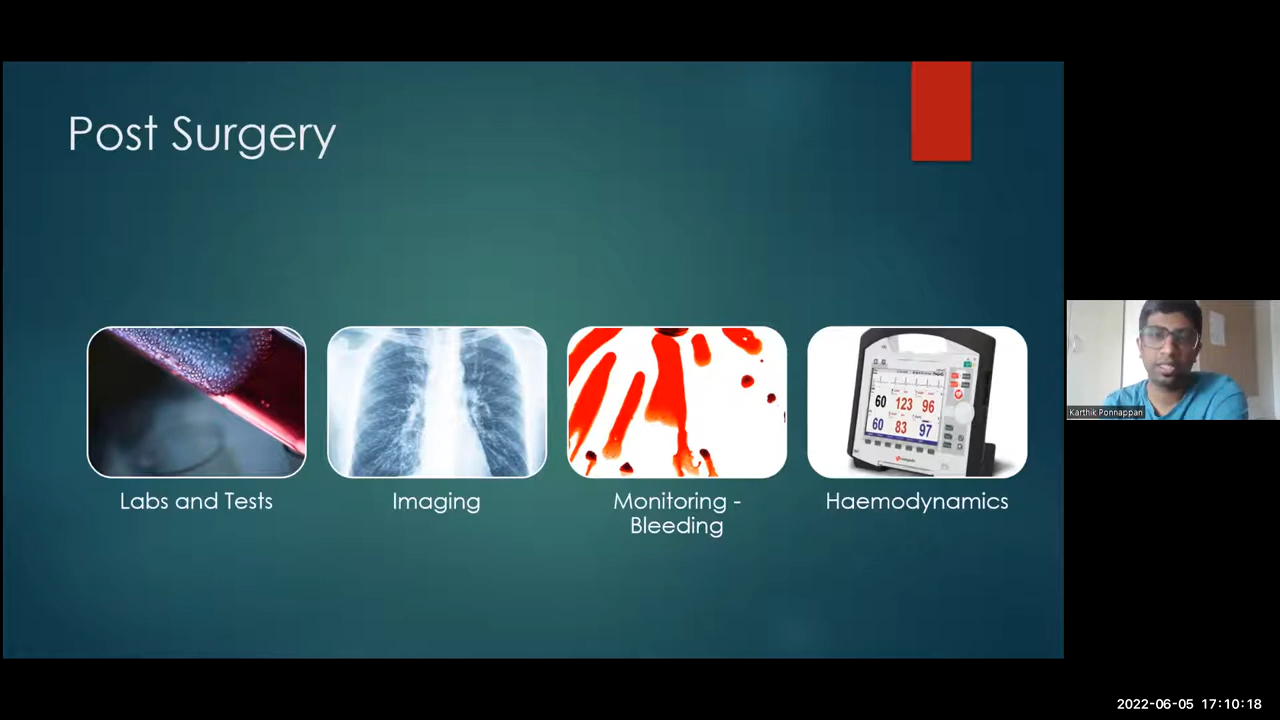 Post Surgery
60 123 96
60 83 97
Labs and Tests
Imaging
Monitoring -
Bleeding
Haemodynamics
Karthik Ponnappan
2022-06-05 17:10:18